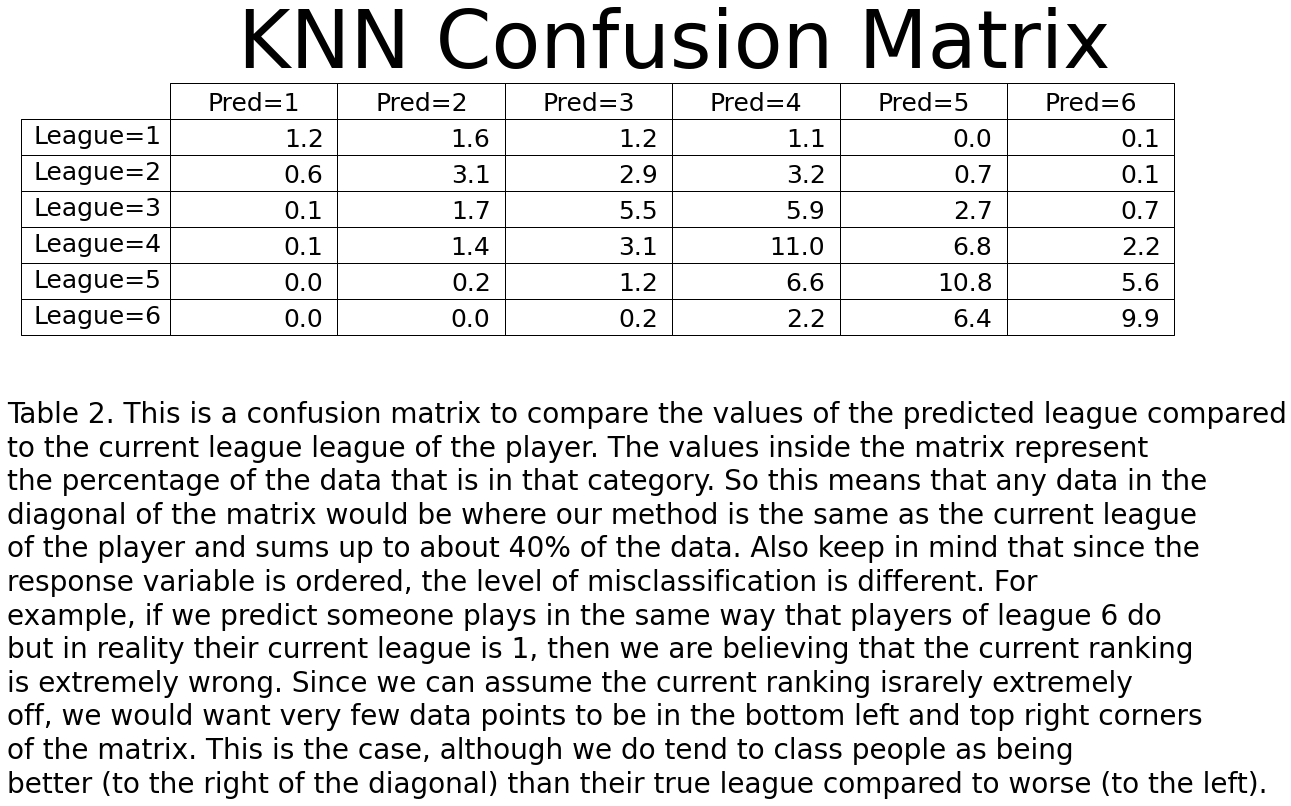 KNN Confusion Matrix
Pred=1 Pred=2 Pred=3 Pred=4 Pred=5 Pred=6
League=1 1.2 1.6 1.2 1.1 0.0 0.1
League=2 0.6 3.1 2.9 3.2 0.7 0.1
League=3 0.1 1.7 5.5 5.9 2.7 0.7
League=4 0.1 1.4 3.1 11.0 6.8 2.2
League=5 0.0 0.2 1.2 6.6 10.8 5.6
League=6 0.0 0.0 0.2 2.2 6.4 9.9
Table 2. This is a confusion matrix to compare the values of the predicted league compared
to the current league league of the player. The values inside the matrix represent
the percentage of the data that is in that category. So this means that any data in the
diagonal of the matrix would be where our method is the same as the current league
of the player and sums up to about 40% of the data. Also keep in mind that since the
response variable is ordered, the level of misclassification is different. For
example, if we predict someone plays in the same way that players of league 6 do
but in reality their current league is 1, then we are believing that the current ranking
is extremely wrong. Since we can assume the current ranking israrely extremely
off, we would want very few data points to be in the bottom left and top right corners
of the matrix. This is the case, although we do tend to class people as being
better (to the right of the diagonal) than their true league compared to worse (to the left).